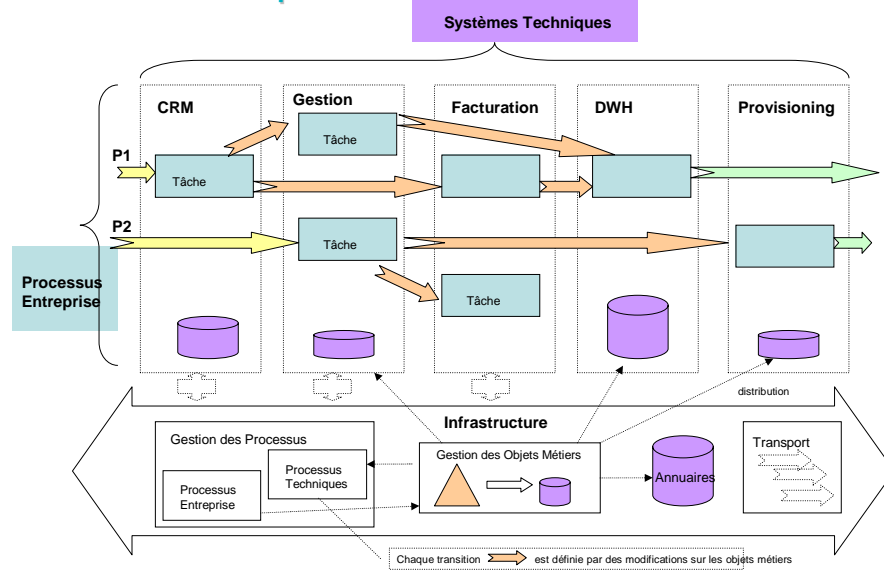 Systèmes Techniques
CRM
Gestion
Facturation
DWH
Provisioning
P1
Tâche
Tâche
P2
Tâche
Tâche
Processus
Entreprise
distribution
Infrastructure
Gestion des Processus
Processus
Techniques
Processus
Entreprise
Gestion des Objets Métiers
Annuaires
Transport
Chaque transition est définie par des modifications sur les objets métiers